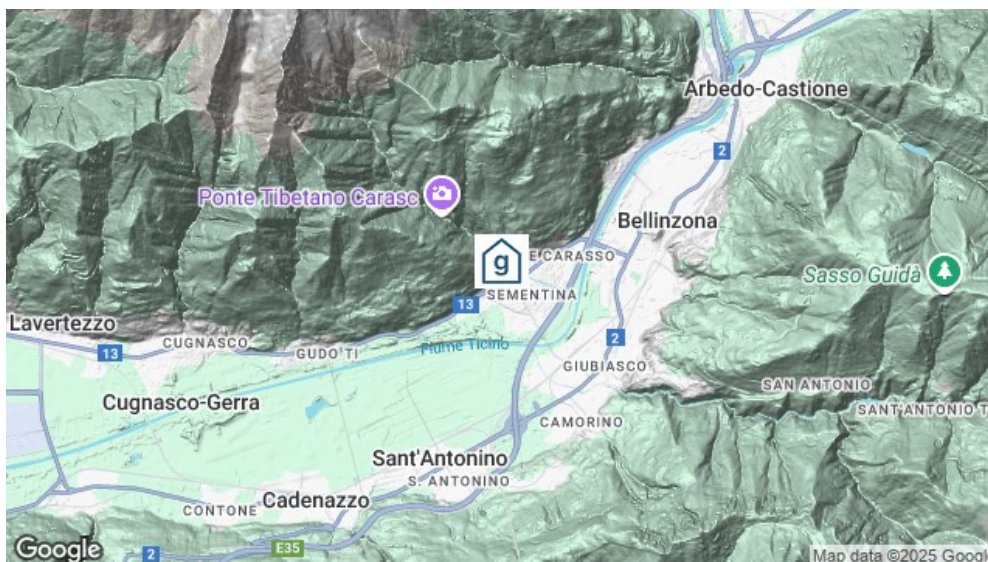 Arbedo-Castione
2
Ponte Tibetano Carasc
Bellinzona
g
E CARASSO
Sasso Guidà
SEMENTINA
13
Lavertezzo
13
CUGNASCO
GUDO TI
Fiume Ticino
2
GIUBIASCO
SAN ANTONIO
Cugnasco-Gerra
SANT'ANTONIO T
CAMORINO
Sant'Antonino
S. ANTONINO
Cadenazzo
CONTONE
Google
2
E35
Map data ©2025 Google